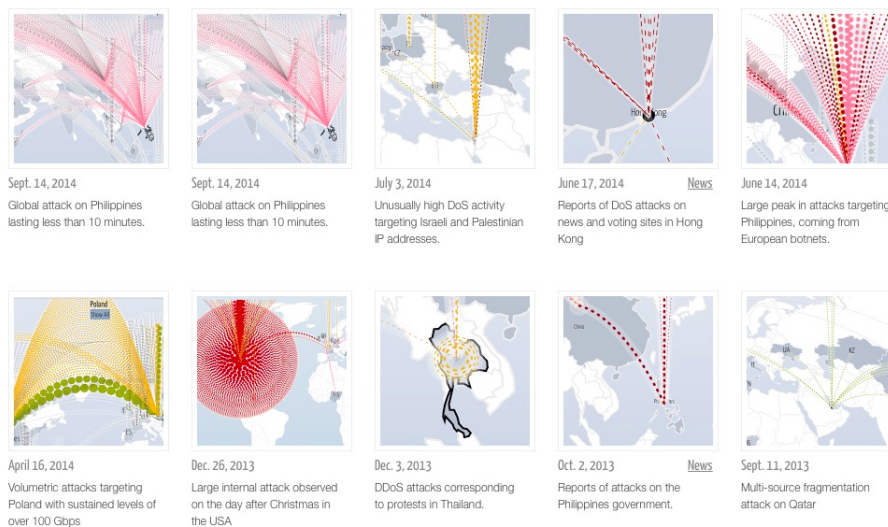 CZ
BG
Hong Kong
Sept. 14, 2014
Sept. 14, 2014
July 3, 2014
June 17, 2014 News
June 14, 2014
Global attack on Philippines
lasting less than 10 minutes.
Global attack on Philippines
lasting less than 10 minutes.
Unusually high DoS activity
targeting Israeli and Palestinian
IP addresses.
Reports of DoS attacks on
news and voting sites in Hong
Kong
Large peak in attacks targeting
Philippines, coming from
European botnets.
Poland
Show All
ES
China
UA
KZ
April 16, 2014
Dec. 26, 2013
Dec. 3, 2013
Oct. 2, 2013 News
Sept. 11, 2013
Volumetric attacks targeting
Poland with sustained levels of
over 100 Gbps
Large internal attack observed
on the day after Christmas in
the USA
DDoS attacks corresponding
to protests in Thailand.
Reports of attacks on the
Philippines government.
Multi-source fragmentation
attack on Qatar